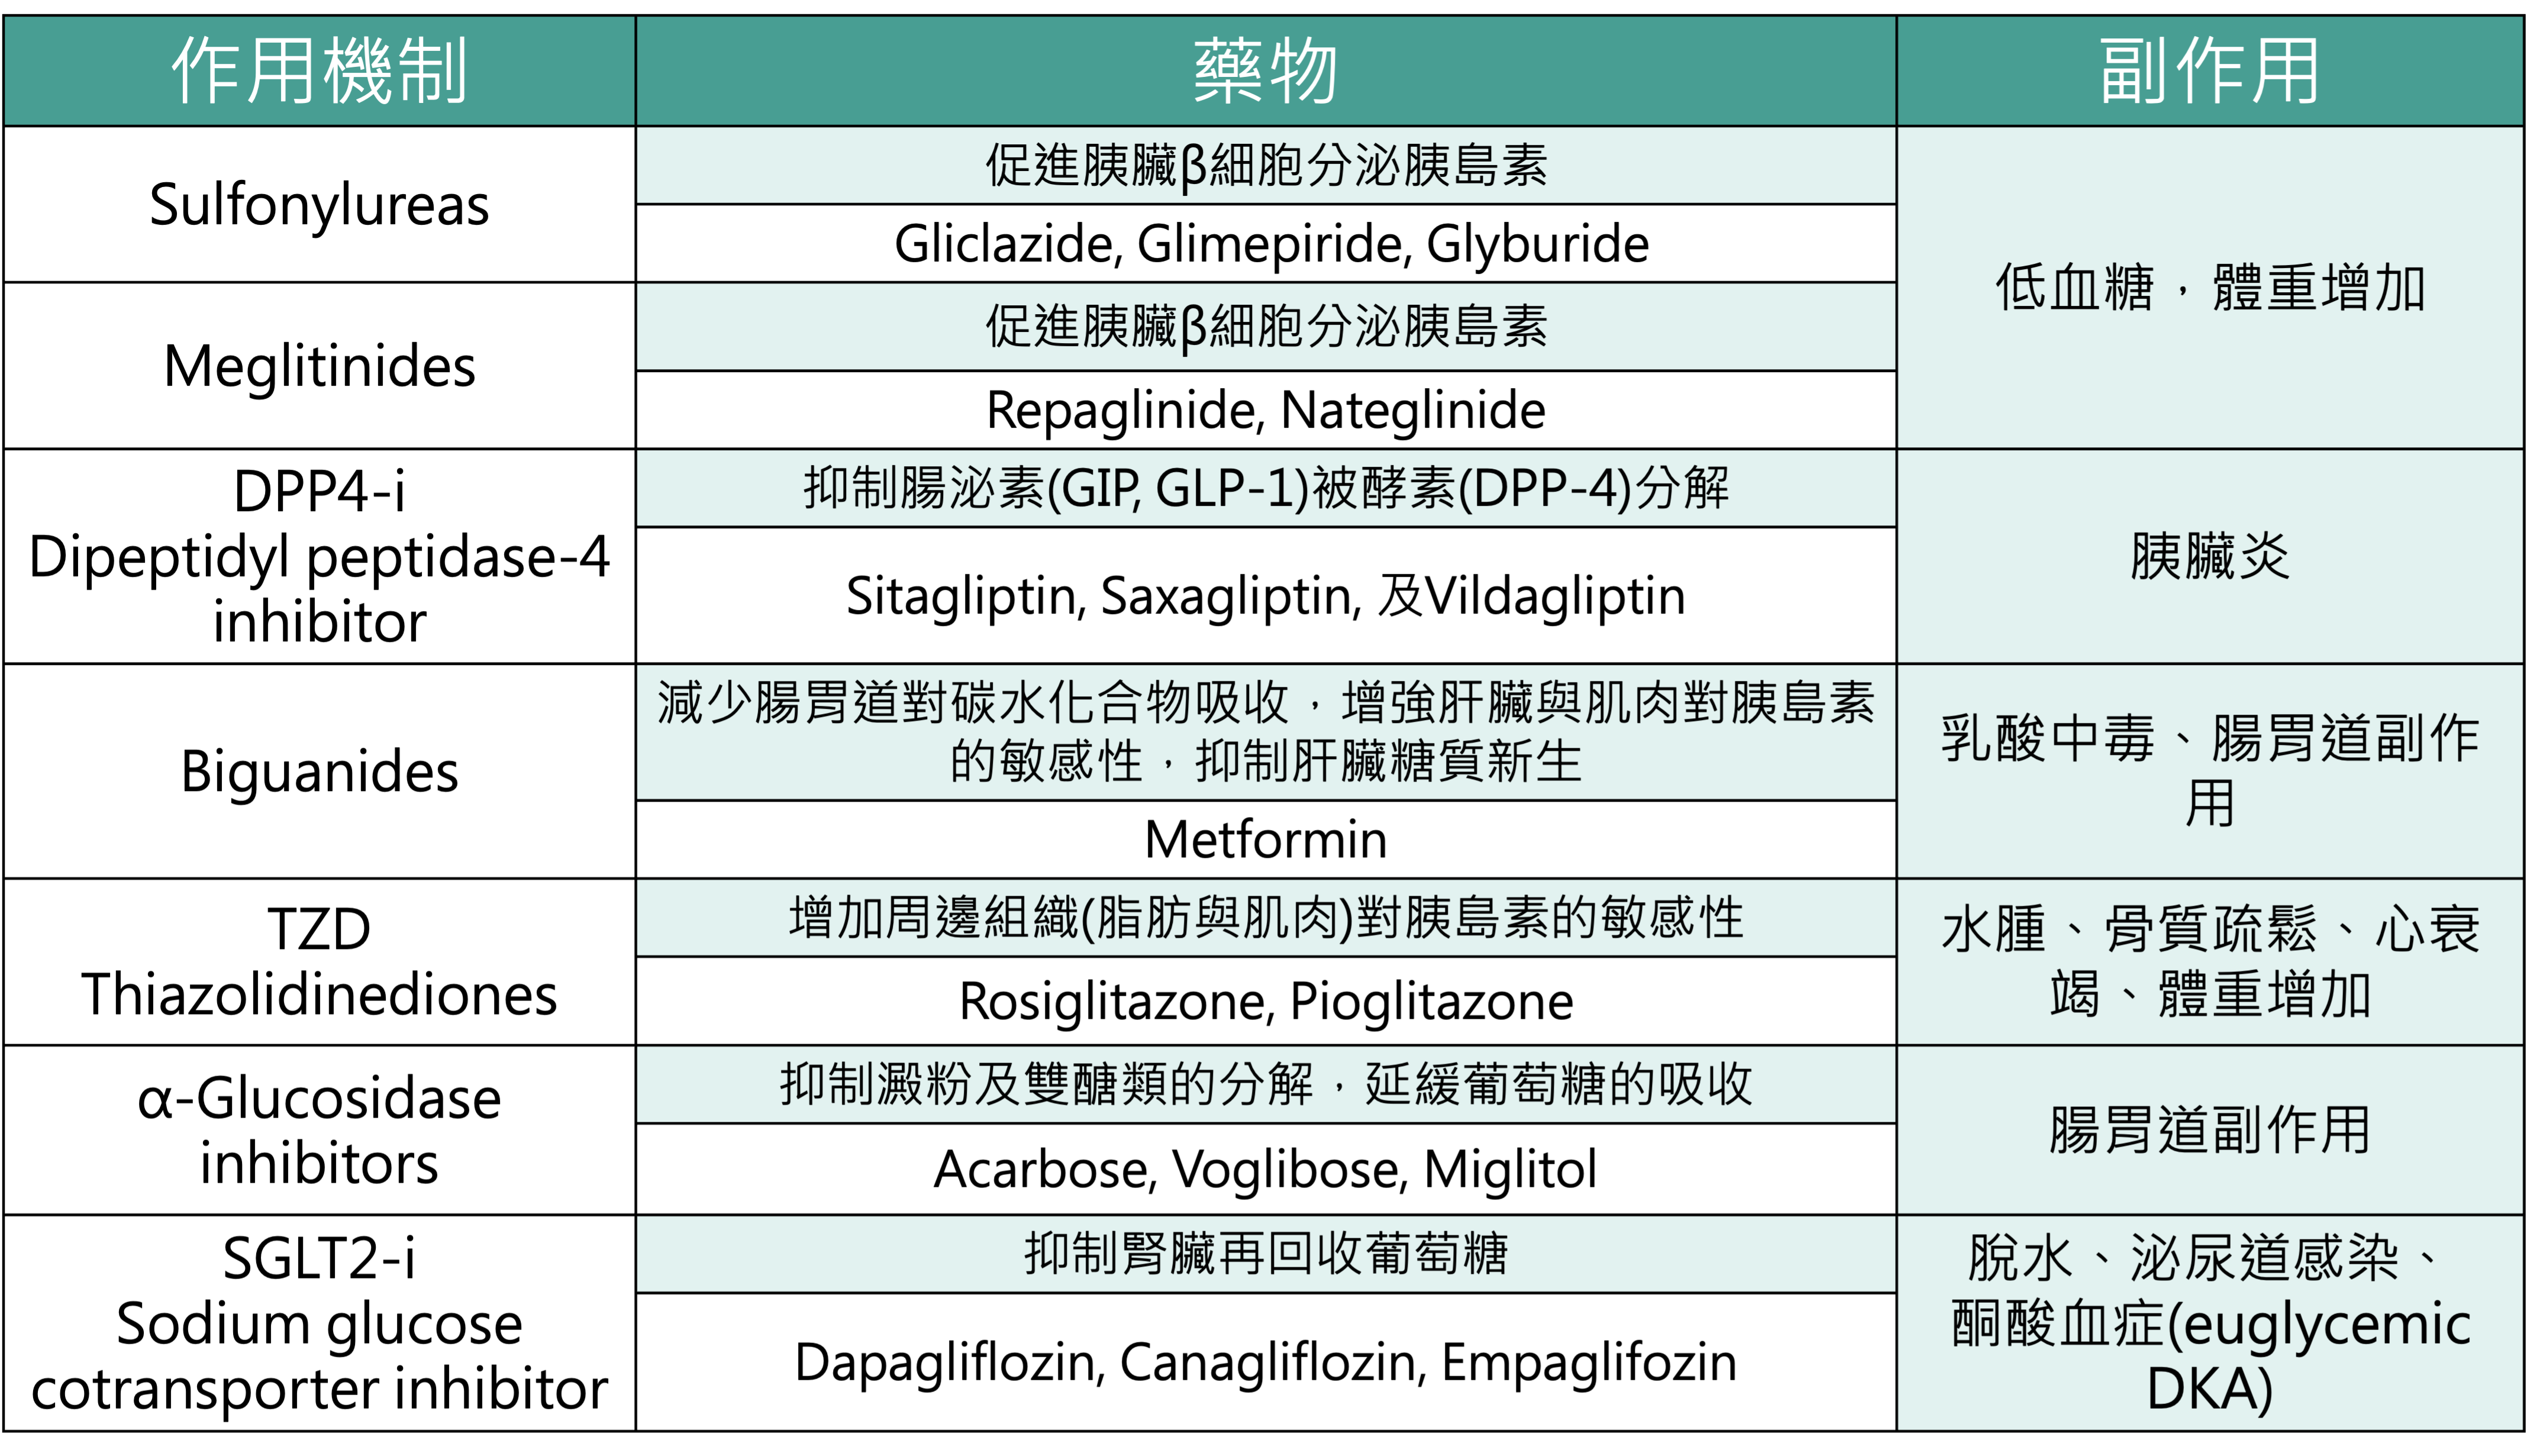 作用機制
藥物
副作用
Sulfonylureas
促進胰臟β細胞分泌胰島素
Gliclazide, Glimepiride, Glyburide
低血糖，體重增加
Meglitinides
促進胰臟β細胞分泌胰島素
Repaglinide, Nateglinide
DPP4-i
Dipeptidyl peptidase-4
inhibitor
抑制腸泌素(GIP, GLP-1)被酵素(DPP-4)分解
Sitagliptin, Saxagliptin, 及Vildagliptin
胰臟炎
Biguanides
減少腸胃道對碳水化合物吸收，增強肝臟與肌肉對胰島素
的敏感性，抑制肝臟糖質新生
Metformin
乳酸中毒、腸胃道副作
用
TZD
Thiazolidinediones
增加周邊組織(脂肪與肌肉)對胰島素的敏感性
Rosiglitazone, Pioglitazone
水腫、骨質疏鬆、心衰
竭、體重增加
α-Glucosidase
inhibitors
抑制澱粉及雙醣類的分解，延緩葡萄糖的吸收
Acarbose, Voglibose, Miglitol
腸胃道副作用
SGLT2-i
Sodium glucose
cotransporter inhibitor
抑制腎臟再回收葡萄糖
Dapagliflozin, Canagliflozin, Empaglifozin
脫水、泌尿道感染、
酮酸血症(euglycemic
DKA)